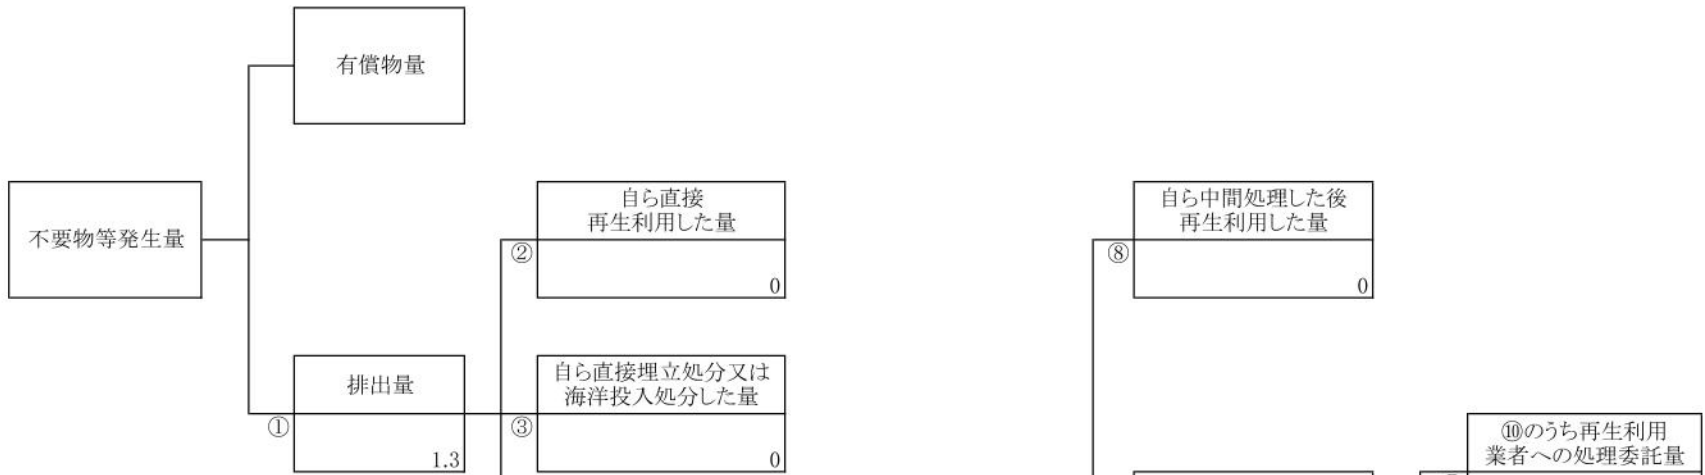 有償物量
不要物等発生量
自ら直接
再生利用した量
②
0
自ら中間処理した後
再生利用した量
⑧
0
排出量
①
1.3
自ら直接埋立処分又は
海洋投入処分した量
③
0
⑩のうち再生利用
業者への処理委託量